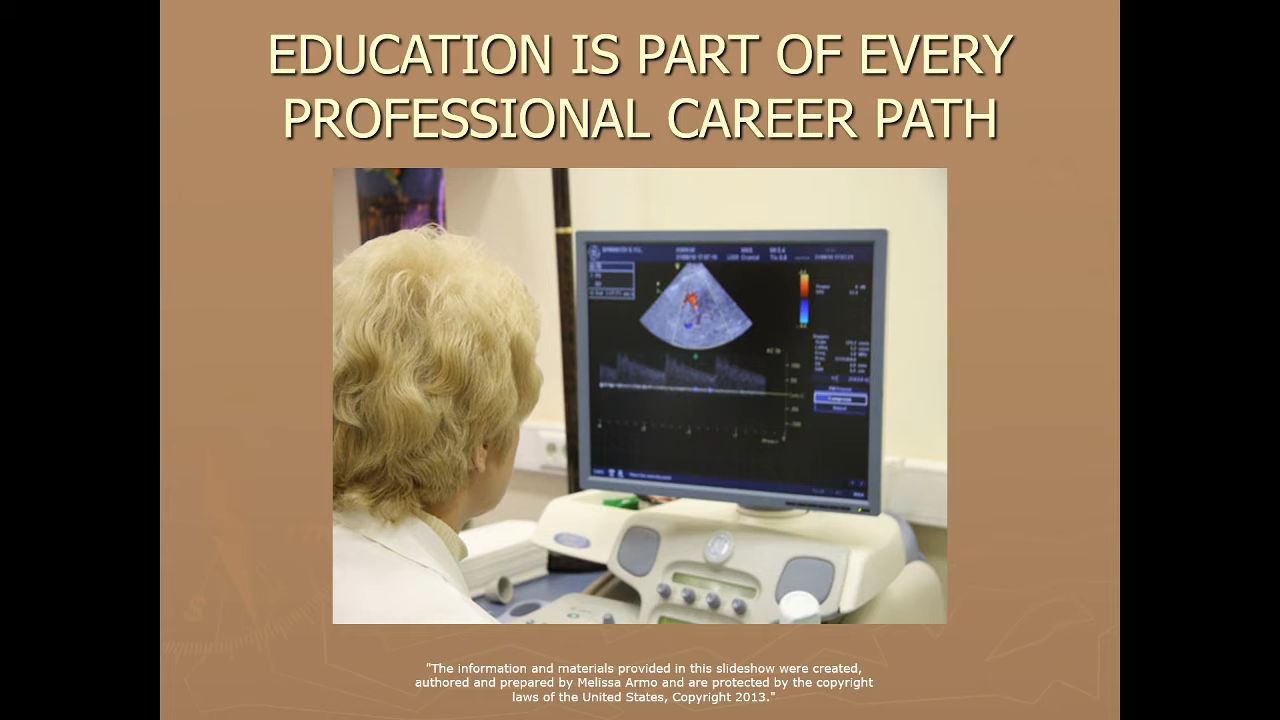 EDUCATION IS PART OF EVERY
PROFESSIONAL CAREER PATH
"The information and materials provided in this slideshow were created,
authored and prepared by Melissa Armo and are protected by the copyright
laws of the United States, Copyright 2013."